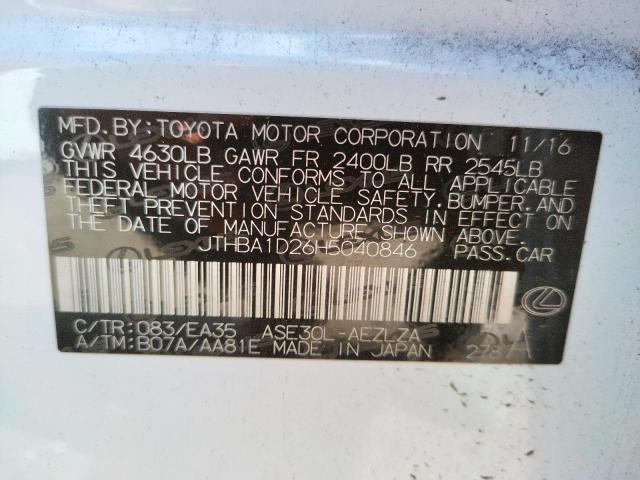 MFD.BY:TOYOTA MOTOR CORPORATION 11/16
GVWR 4630LB GAWR FR 2400LB RR 2545LB
THIS VEHICLE CONFORMS TO ALL APPLICABLE
FEDERAL MOTOR VEHICLE SAFETY,BUMPER,AND
THEFT PREVENTION STANDARDS IN EFFECT ON
THE DATE OF MANUFACTURE SHOWN ABOVE.
JTHBA1D26H5040846 PASS.CAR
C/TR:083/EA35 ASE30L-AEZLZA
A/TM:B07A/AA81E MADE IN JAPAN A